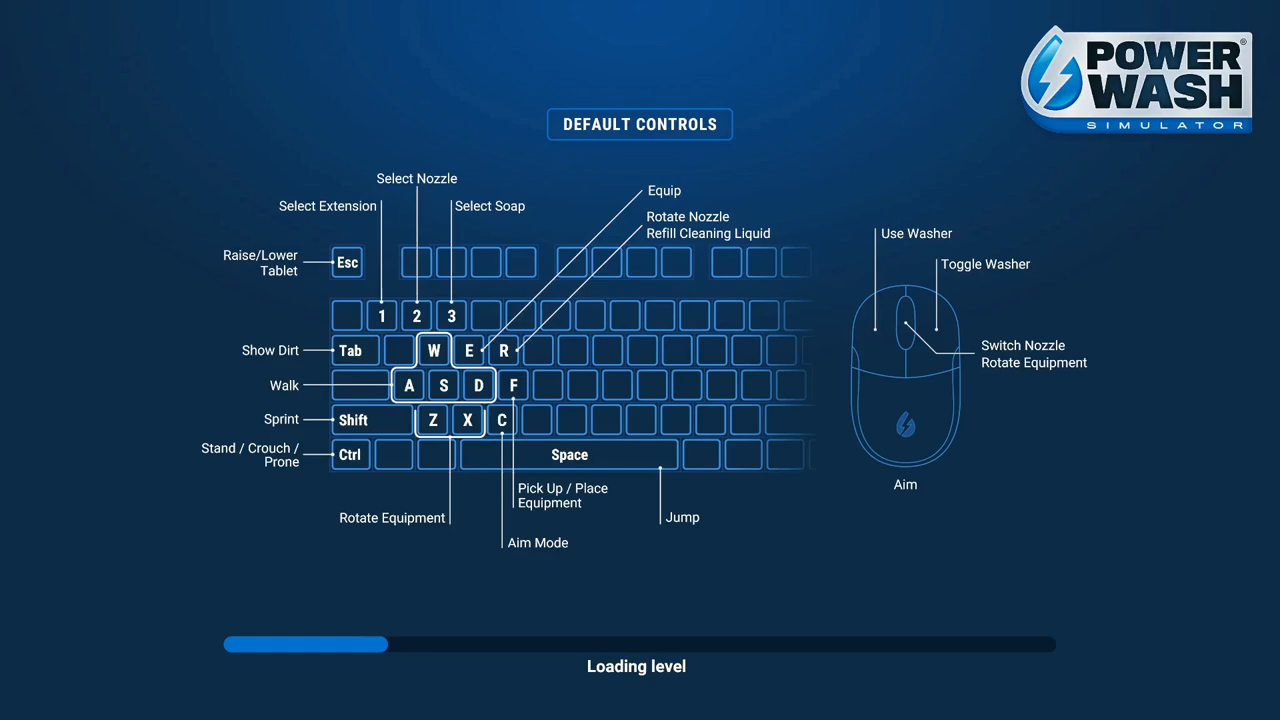 POWER®
WASH
SIMULATOR
DEFAULT CONTROLS
Select Nozzle
Select Extension
Select Soap
Equip
Rotate Nozzle
Refill Cleaning Liquid
Raise/Lower
Tablet
Esc
1 2 3
Show Dirt
Tab W E R
Walk
A S D F
Sprint
Shift Z X C
Stand / Crouch /
Prone
Ctrl Space
Rotate Equipment
Pick Up / Place
Equipment
Aim Mode
Jump
Use Washer
Toggle Washer
Switch Nozzle
Rotate Equipment
Aim
Loading level